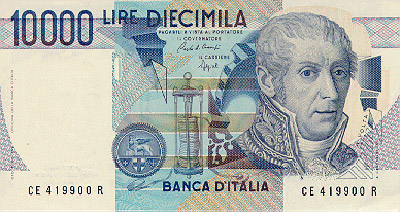 10000 LIRE DIECIMILA
PAGABILI A VISTA AL PORTATORE
IL GOVERNATORE
IL CASSIERE
CE 419900 R
BANCA D'ITALIA
CE 419900 R